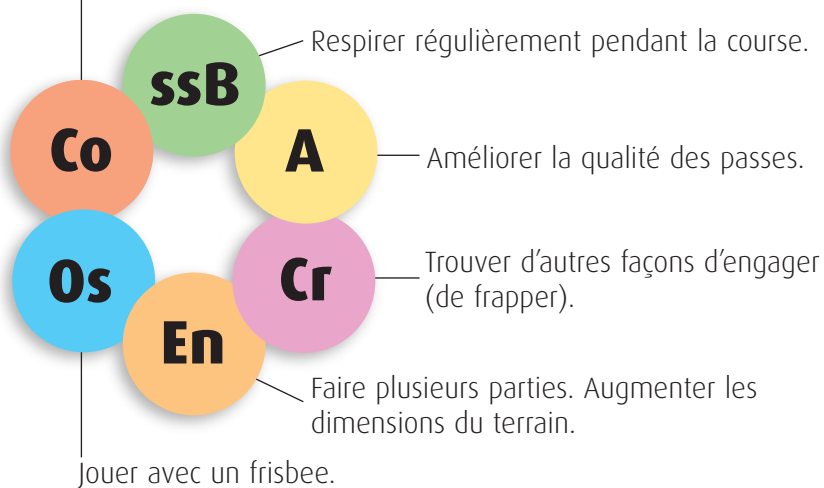 ssB
Respirer régulièrement pendant la course.
Co
A
Améliorer la qualité des passes.
Os
Cr
Trouver d'autres façons d'engager
(de frapper).
En
Faire plusieurs parties. Augmenter les
dimensions du terrain.
Jouer avec un frisbee.